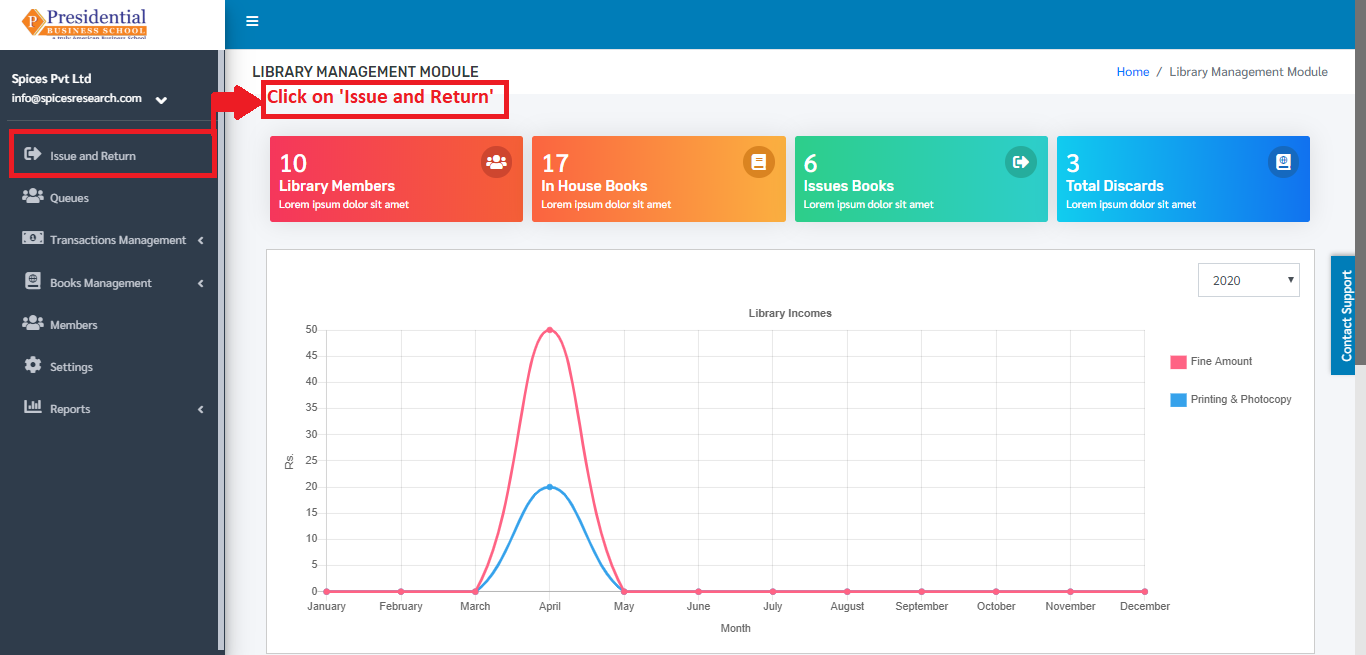 Presidential
P
BUSINESS SCHOOL
a truly American Business School
Spices Pvt Ltd
info@spicesresearch.com
Issue and Return
Queues
Transactions Management
Books Management
Members
Settings
Reports
LIBRARY MANAGEMENT MODULE
Home / Library Management Module
Click on 'Issue and Return'
10
Library Members
Lorem ipsum dolor sit amet
17
In House Books
Lorem ipsum dolor sit amet
6
Issues Books
Lorem ipsum dolor sit amet
3
Total Discards
Lorem ipsum dolor sit amet
2020
Library Incomes
Fine Amount
Printing & Photocopy
Rs.
50
45
40
35
30
25
20
15
10
5
0
January February March April May June July August September October November December
Month
Contact Support